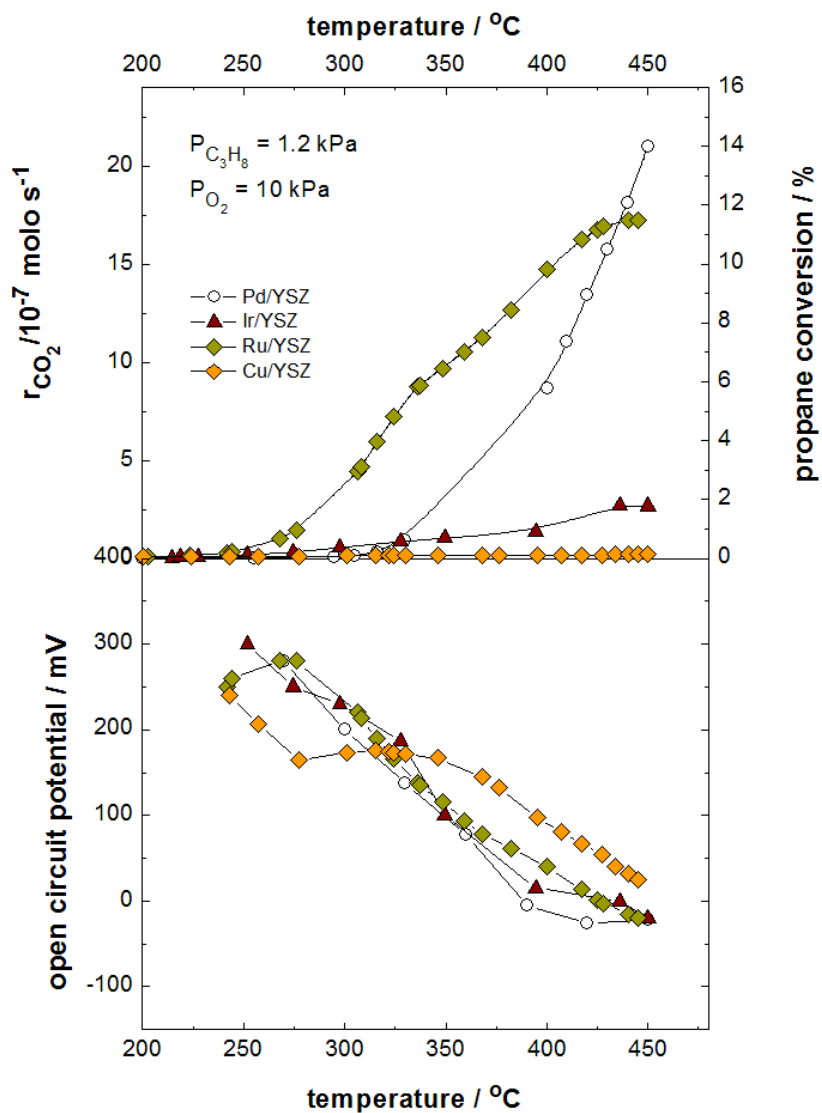 temperature / °C
200 250 300 350 400 450
16
14
12
10
8
6
4
2
0
propane conversion / %
20
15
10
5
r_CO₂ /10⁻⁷ molo s⁻¹
P_C₃H₈ = 1.2 kPa
P_O₂ = 10 kPa
Pd/YSZ
Ir/YSZ
Ru/YSZ
Cu/YSZ
400
300
200
100
0
-100
open circuit potential / mV
200 250 300 350 400 450
temperature / °C